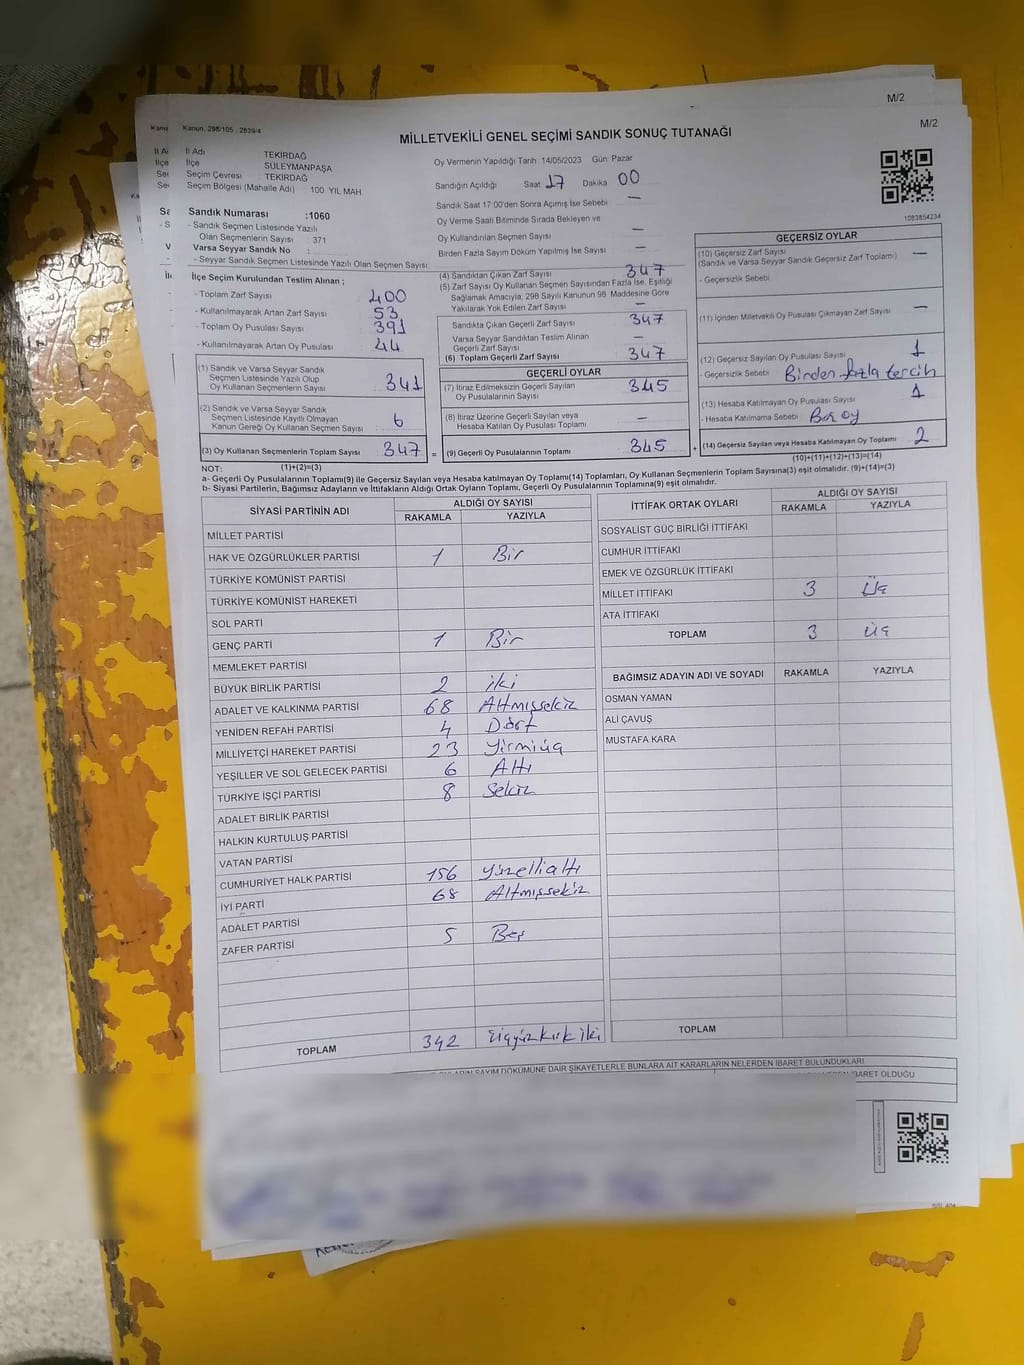 M/2
Kanun: 298/105 , 2839/4
MİLLETVEKİLİ GENEL SEÇİMİ SANDIK SONUÇ TUTANAĞI
M/2
İl Adı TEKİRDAĞ
İlçe SÜLEYMANPAŞA
Seçim Çevresi TEKİRDAĞ
Seçim Bölgesi (Mahalle Adı) : 100. YIL MAH.
Sandık Numarası :1060
- Sandık Seçmen Listesinde Yazılı
Olan Seçmenlerin Sayısı : 371
Varsa Seyyar Sandık No :
- Seyyar Sandık Seçmen Listesinde Yazılı Olan Seçmen Sayısı:
İlçe Seçim Kurulundan Teslim Alınan ;
- Toplam Zarf Sayısı 400
- Kullanılmayarak Artan Zarf Sayısı 53
- Toplam Oy Pusulası Sayısı 391
- Kullanılmayarak Artan Oy Pusulası 44
(1) Sandık ve Varsa Seyyar Sandık
Seçmen Listesinde Yazılı Olup
Oy Kullanan Seçmenlerin Sayısı 341
(2) Sandık ve Varsa Seyyar Sandık
Seçmen Listesinde Kayıtlı Olmayan
Kanun Gereği Oy Kullanan Seçmen Sayısı 6
(3) Oy Kullanan Seçmenlerin Toplam Sayısı 347 =
Oy Vermenin Yapıldığı Tarih 14/05/2023 Gün Pazar
Sandığın Açıldığı Saat 17 Dakika 00
Sandık Saat 17:00'den Sonra Açımış İse Sebebi —
Oy Verme Saati Bitiminde Sırada Bekleyen ve
Oy Kullandırılan Seçmen Sayısı —
Birden Fazla Sayım Döküm Yapılmış İse Sayısı —
(4) Sandıktan Çıkan Zarf Sayısı 347
(5) Zarf Sayısı Oy Kullanan Seçmen Sayısından Fazla İse, Eşitliği
Sağlamak Amacıyla, 298 Sayılı Kanunun 98. Maddesine Göre
Yakılarak Yok Edilen Zarf Sayısı —
Sandıkta Çıkan Geçerli Zarf Sayısı 347
Varsa Seyyar Sandıktan Teslim Alınan
Geçerli Zarf Sayısı —
(6) Toplam Geçerli Zarf Sayısı 347
GEÇERLİ OYLAR
(7) İtiraz Edilmeksizin Geçerli Sayılan
Oy Pusulasının Sayısı 345
(8) İtiraz Üzerine Geçerli Sayılan veya
Hesaba Katılan Oy Pusulası Toplamı —
(9) Geçerli Oy Pusulalarının Toplamı 345 +
1083854234
GEÇERSİZ OYLAR
(10) Geçersiz Zarf Sayısı
(Sandık ve Varsa Seyyar Sandık Geçersiz Zarf Toplamı) —
- Geçersizlik Sebebi
(11) İçinden Milletvekili Oy Pusulası Çıkmayan Zarf Sayısı —
(12) Geçersiz Sayılan Oy Pusulası Sayısı 1
- Geçersizlik Sebebi Birden fazla tercih
(13) Hesaba Katılmayan Oy Pusulası Sayısı 1
- Hesaba Katılmama Sebebi Boş oy
(14) Geçersiz Sayılan veya Hesaba Katılmayan Oy Toplamı 2
(10)+(11)+(12)+(13)=(14)
NOT: (1)+(2)=(3)
a- Geçerli Oy Pusulalarının Toplam(9) ile Geçersiz Sayılan veya Hesaba katılmayan Oy Toplamı(14) Toplamları, Oy Kullanan Seçmenlerin Toplam Sayısına(3) eşit olmalıdır. (9)+(14)=(3)
b- Siyasi Partilerin, Bağımsız Adayların ve İttifakların Aldığı Ortak Oyların Toplamı, Geçerli Oy Pusulalarının Toplamına(9) eşit olmalıdır.
SİYASİ PARTİNİN ADI ALDIĞI OY SAYISI
RAKAMLA YAZIYLA
MİLLET PARTİSİ
HAK VE ÖZGÜRLÜKLER PARTİSİ 1 Bir
TÜRKİYE KOMÜNİST PARTİSİ
TÜRKİYE KOMÜNİST HAREKETİ
SOL PARTİ
GENÇ PARTİ 1 Bir
MEMLEKET PARTİSİ
BÜYÜK BİRLİK PARTİSİ 2 iki
ADALET VE KALKINMA PARTİSİ 68 Altmışsekiz
YENİDEN REFAH PARTİSİ 4 Dört
MİLLİYETÇİ HAREKET PARTİSİ 23 Yirmiüç
YEŞİLLER VE SOL GELECEK PARTİSİ 6 Altı
TÜRKİYE İŞÇİ PARTİSİ 8 Sekiz
ADALET BİRLİK PARTİSİ
HALKIN KURTULUŞ PARTİSİ
VATAN PARTİSİ
CUMHURİYET HALK PARTİSİ 156 Yüzellialtı
İYİ PARTİ 68 Altmışsekiz
ADALET PARTİSİ
ZAFER PARTİSİ 5 Beş
TOPLAM 342 Üçyüzkırkiki
İTTİFAK ORTAK OYLARI ALDIĞI OY SAYISI
RAKAMLA YAZIYLA
SOSYALİST GÜÇ BİRLİĞİ İTTİFAKI
CUMHUR İTTİFAKI
EMEK VE ÖZGÜRLÜK İTTİFAKI
MİLLET İTTİFAKI 3 Üç
ATA İTTİFAKI
TOPLAM 3 Üç
BAĞIMSIZ ADAYIN ADI VE SOYADI RAKAMLA YAZIYLA
OSMAN YAMAN
ALİ ÇAVUŞ
MUSTAFA KARA
TOPLAM
SAYIM DÖKÜMÜNE DAİR ŞİKAYETLERLE BUNLARA AİT KARARLARIN NELERDEN İBARET BULUNDUKLARI
İBARET OLDUĞU